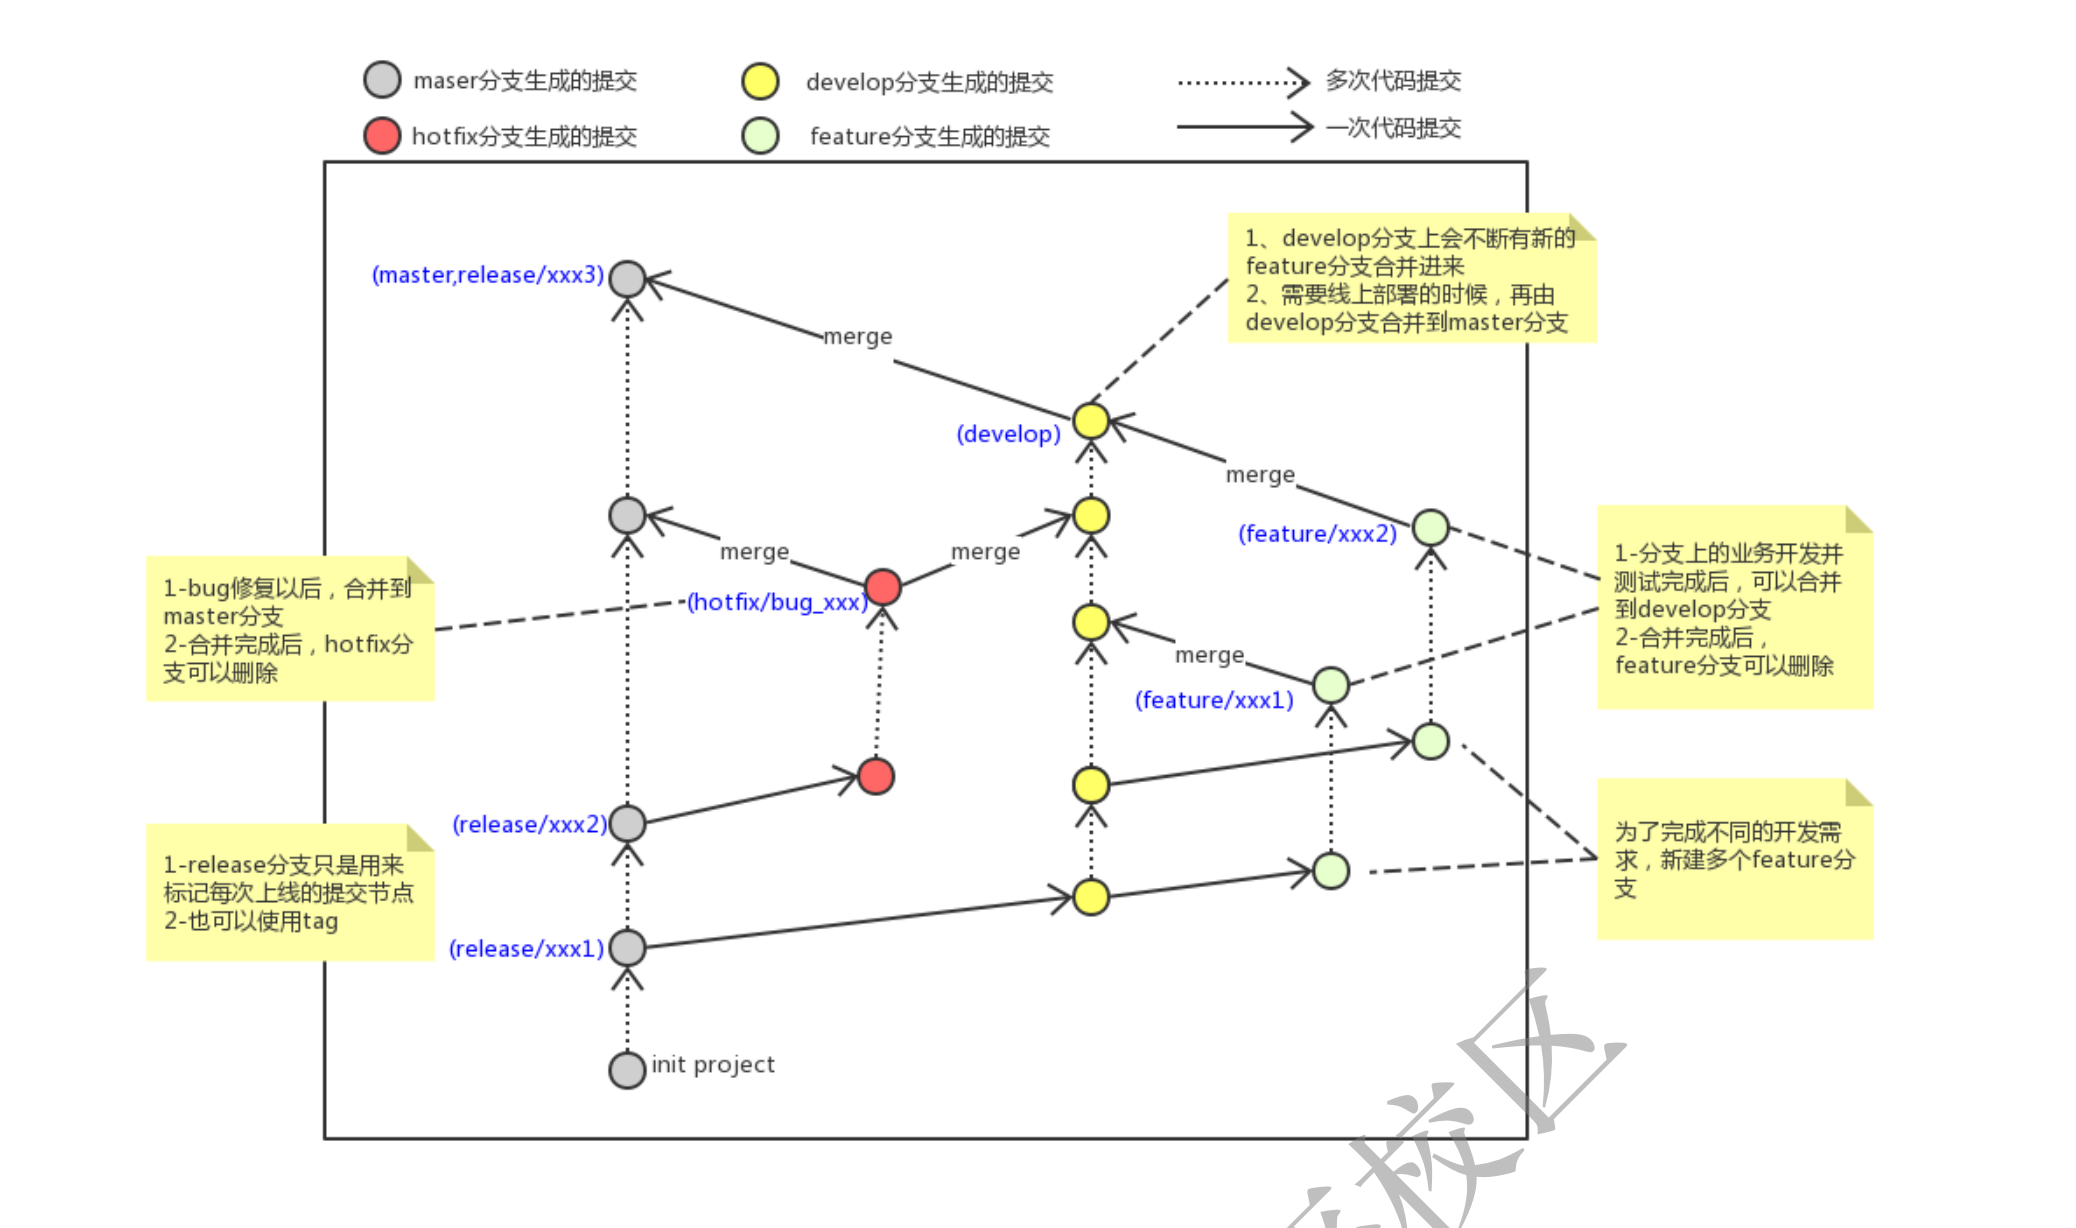 maser分支生成的提交
develop分支生成的提交
多次代码提交
hotfix分支生成的提交
feature分支生成的提交
一次代码提交
1、develop分支上会不断有新的
feature分支合并进来
2、需要线上部署的时候，再由
develop分支合并到master分支
(master,release/xxx3)
merge
(develop)
merge
(feature/xxx2)
merge
merge
1-分支上的业务开发并
测试完成后，可以合并
到develop分支
2-合并完成后，
feature分支可以删除
1-bug修复以后，合并到
master分支
2-合并完成后，hotfix分
支可以删除
(hotfix/bug_xxx)
merge
(feature/xxx1)
(release/xxx2)
为了完成不同的开发需
求，新建多个feature分
支
1-release分支只是用来
标记每次上线的提交节点
2-也可以使用tag
(release/xxx1)
init project
校区